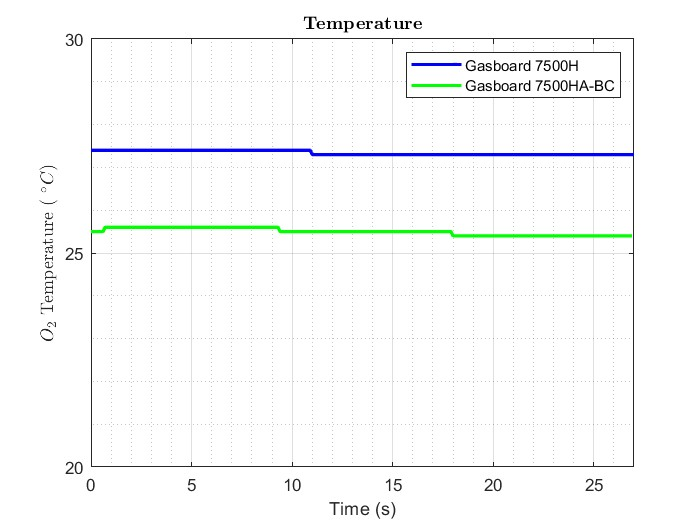 Temperature
Gasboard 7500H
Gasboard 7500HA-BC
O₂ Temperature ( °C)
30
25
20
0 5 10 15 20 25
Time (s)